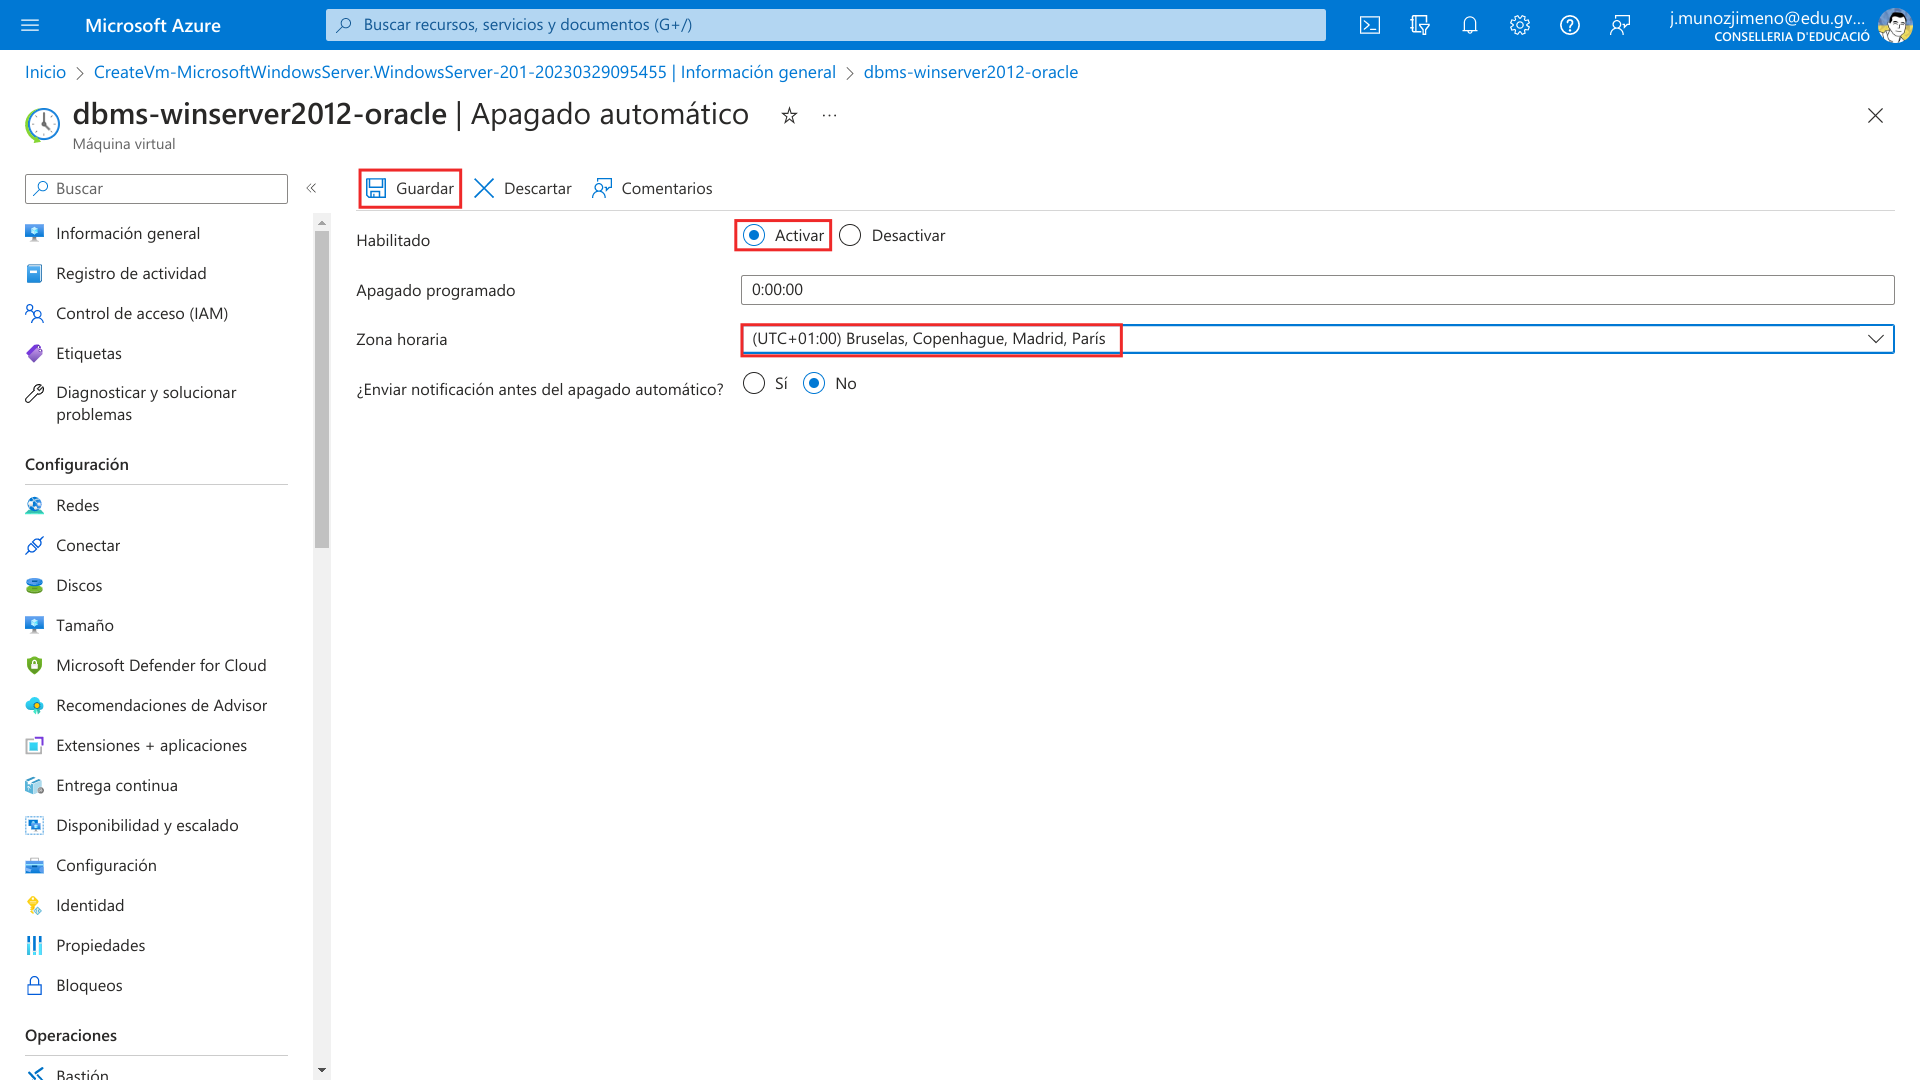 Microsoft Azure
Buscar recursos, servicios y documentos (G+/)
j.munozjimeno@edu.gv...
CONSELLERIA D'EDUCACIÓ
Inicio > CreateVm-MicrosoftWindowsServer.WindowsServer-201-20230329095455 | Información general > dbms-winserver2012-oracle
dbms-winserver2012-oracle | Apagado automático
Máquina virtual
Buscar
Información general
Registro de actividad
Control de acceso (IAM)
Etiquetas
Diagnosticar y solucionar
problemas
Configuración
Redes
Conectar
Discos
Tamaño
Microsoft Defender for Cloud
Recomendaciones de Advisor
Extensiones + aplicaciones
Entrega continua
Disponibilidad y escalado
Configuración
Identidad
Propiedades
Bloqueos
Operaciones
Bastión
Guardar Descartar Comentarios
Habilitado Activar Desactivar
Apagado programado 0:00:00
Zona horaria (UTC+01:00) Bruselas, Copenhague, Madrid, París
¿Enviar notificación antes del apagado automático? Sí No